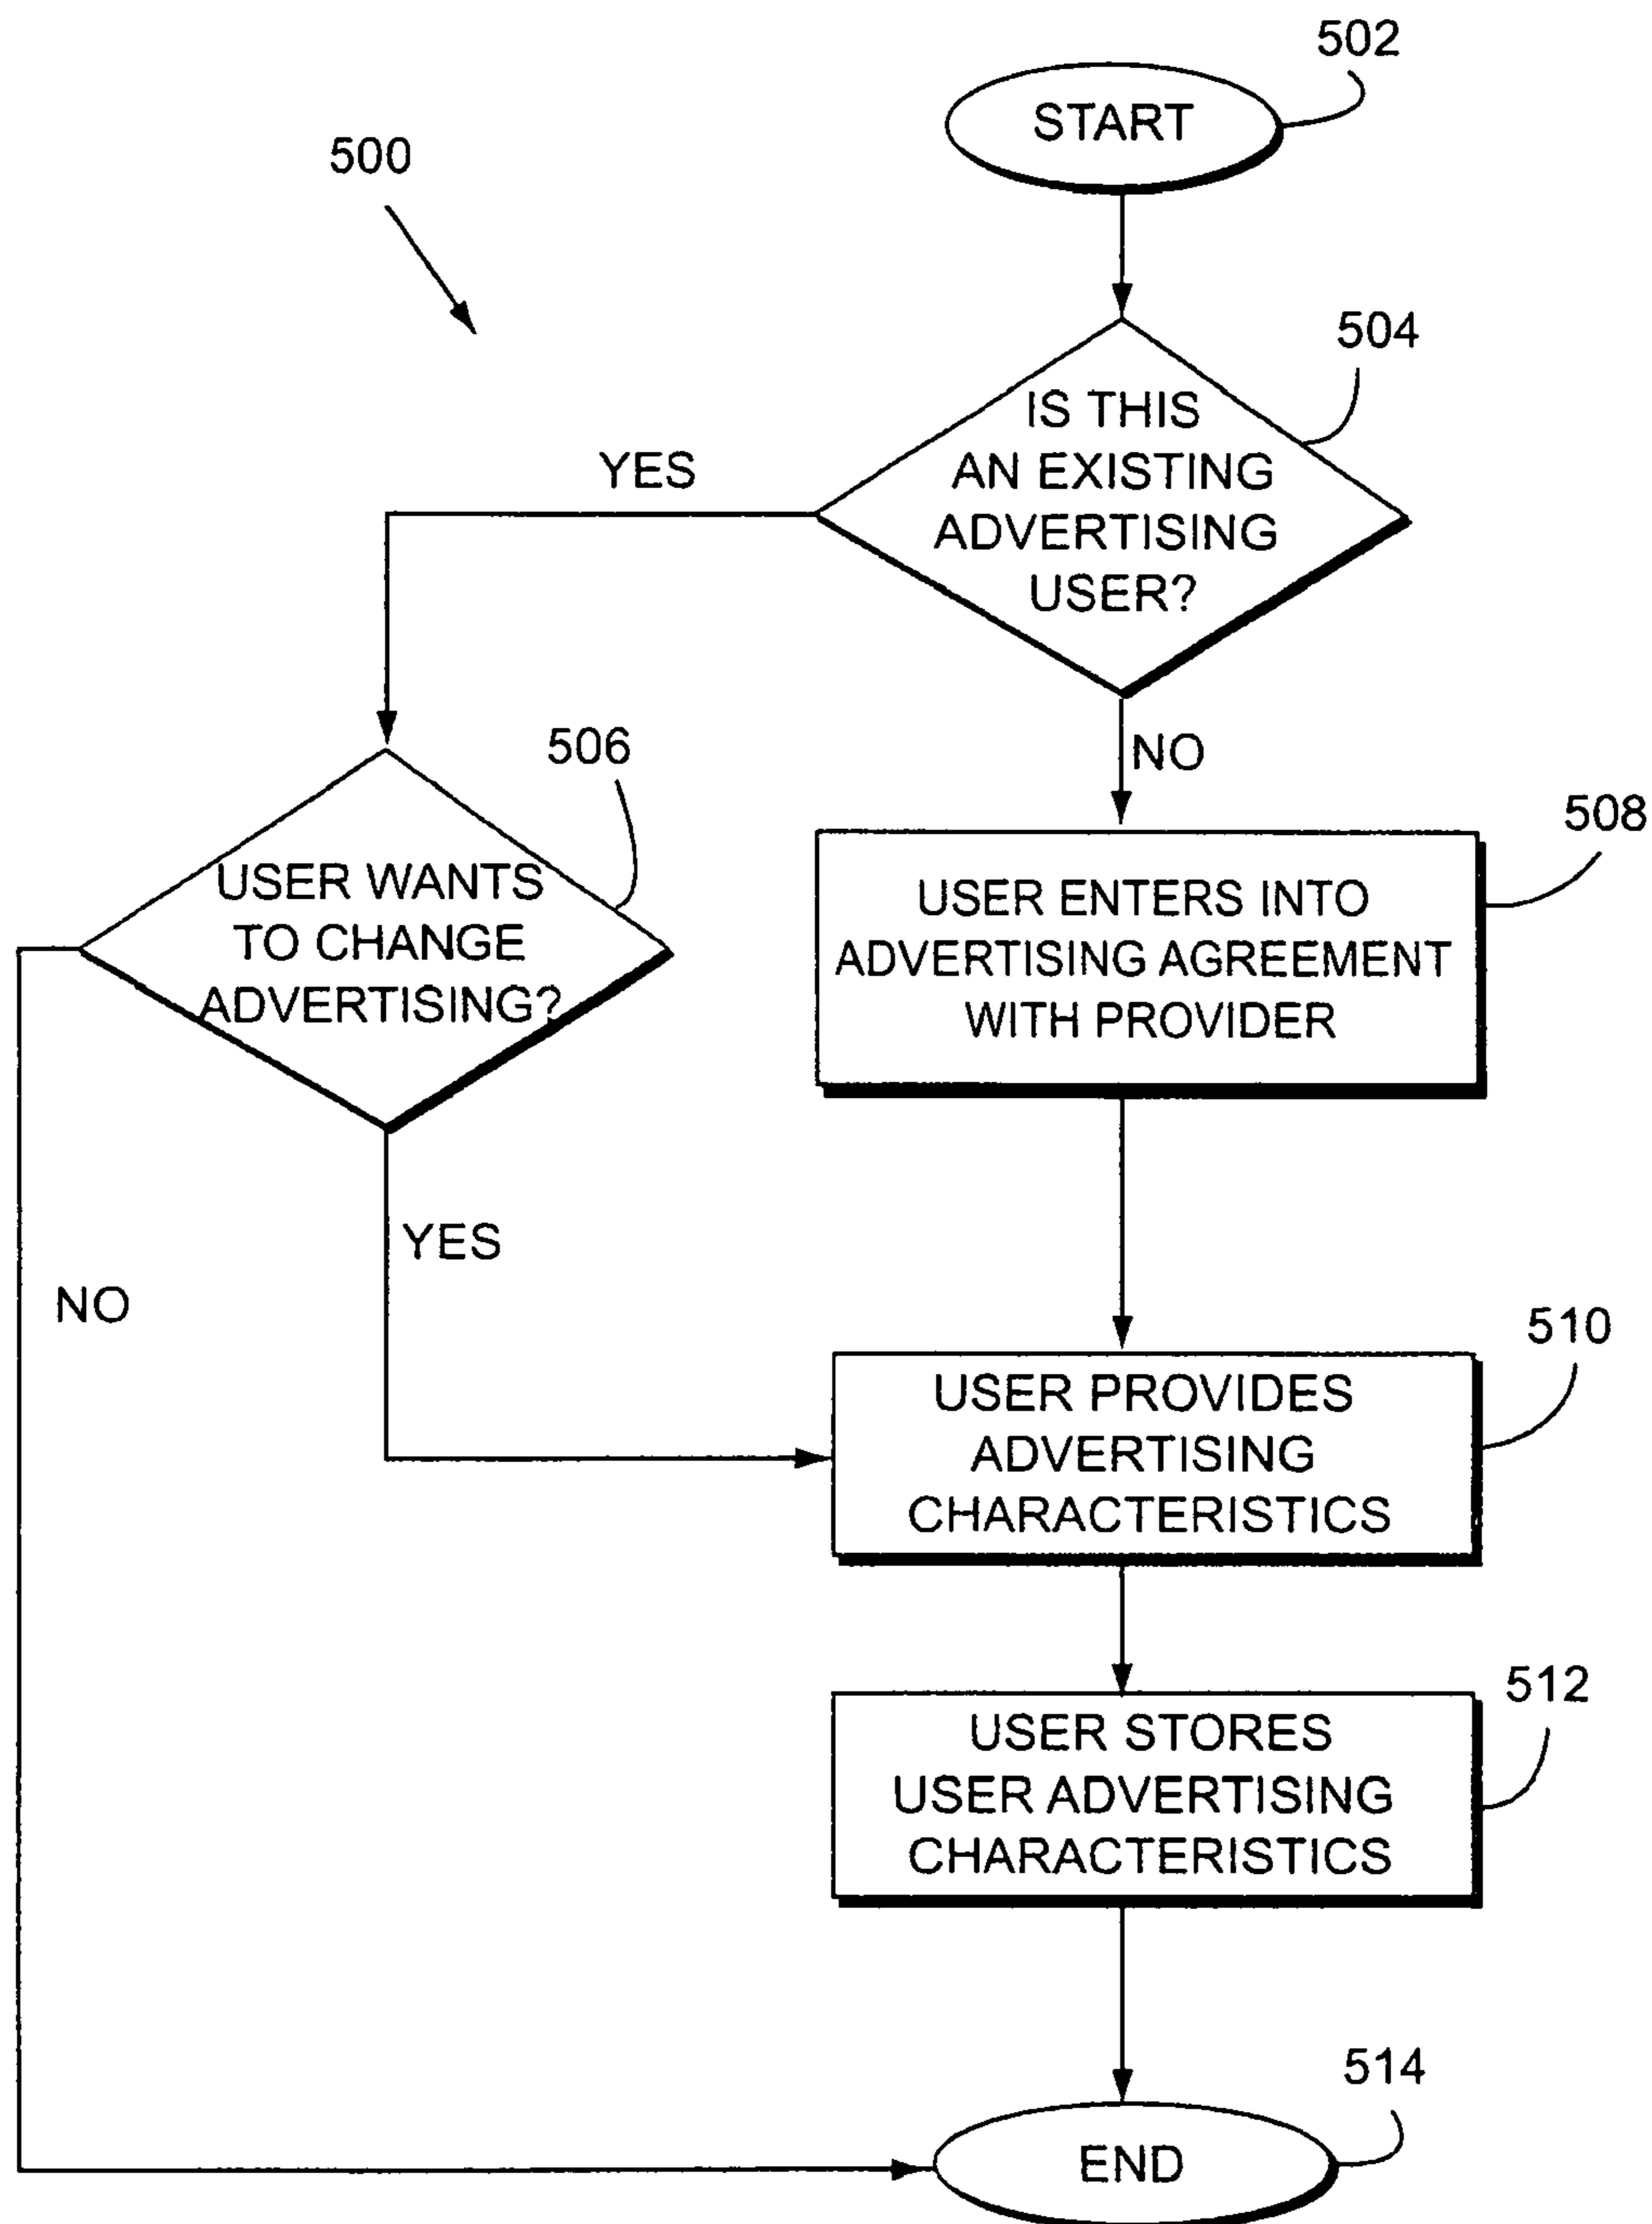 502
START
500
504
IS THIS
AN EXISTING
ADVERTISING
USER?
YES
NO
506
USER WANTS
TO CHANGE
ADVERTISING?
508
USER ENTERS INTO
ADVERTISING AGREEMENT
WITH PROVIDER
YES
NO
510
USER PROVIDES
ADVERTISING
CHARACTERISTICS
512
USER STORES
USER ADVERTISING
CHARACTERISTICS
514
END